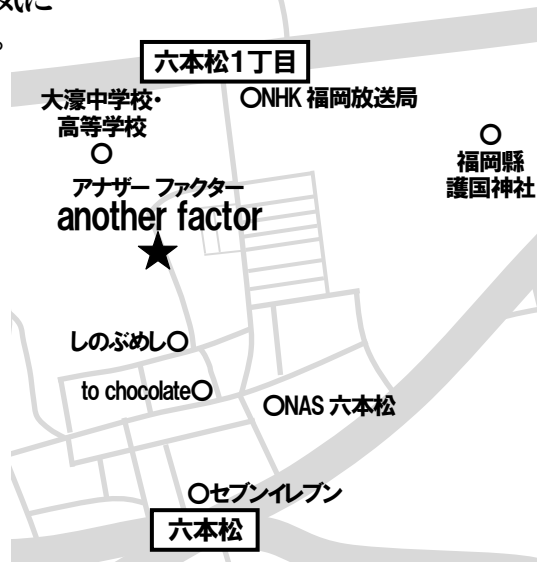 気に
。
六本松1丁目
大濠中学校・
高等学校
NHK 福岡放送局
福岡縣
護国神社
アナザー ファクター
another factor
しのぶめし
to chocolate
NAS 六本松
セブンイレブン
六本松